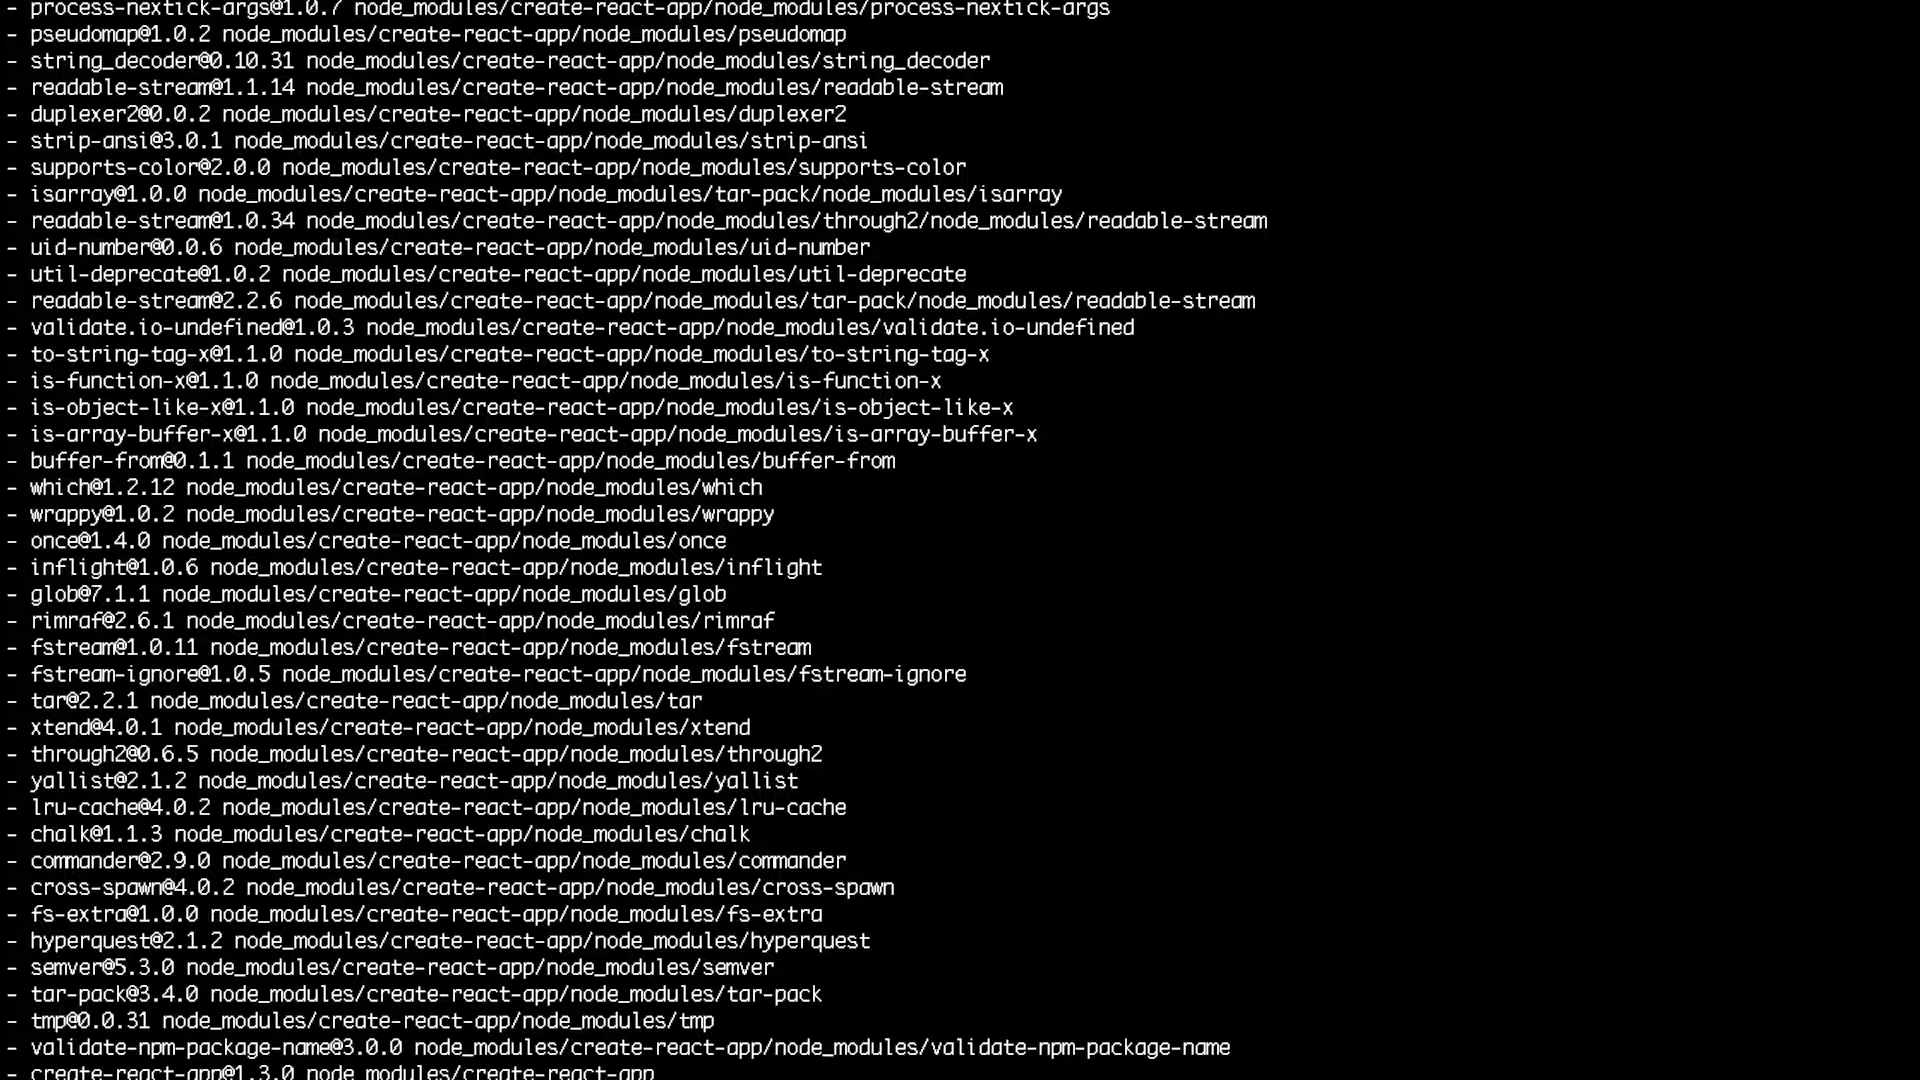 - process-nextick-args@1.0.7 node_modules/create-react-app/node_modules/process-nextick-args
- pseudomap@1.0.2 node_modules/create-react-app/node_modules/pseudomap
- string_decoder@0.10.31 node_modules/create-react-app/node_modules/string_decoder
- readable-stream@1.1.14 node_modules/create-react-app/node_modules/readable-stream
- duplexer2@0.0.2 node_modules/create-react-app/node_modules/duplexer2
- strip-ansi@3.0.1 node_modules/create-react-app/node_modules/strip-ansi
- supports-color@2.0.0 node_modules/create-react-app/node_modules/supports-color
- isarray@1.0.0 node_modules/create-react-app/node_modules/tar-pack/node_modules/isarray
- readable-stream@1.0.34 node_modules/create-react-app/node_modules/through2/node_modules/readable-stream
- uid-number@0.0.6 node_modules/create-react-app/node_modules/uid-number
- util-deprecate@1.0.2 node_modules/create-react-app/node_modules/util-deprecate
- readable-stream@2.2.6 node_modules/create-react-app/node_modules/tar-pack/node_modules/readable-stream
- validate.io-undefined@1.0.3 node_modules/create-react-app/node_modules/validate.io-undefined
- to-string-tag-x@1.1.0 node_modules/create-react-app/node_modules/to-string-tag-x
- is-function-x@1.1.0 node_modules/create-react-app/node_modules/is-function-x
- is-object-like-x@1.1.0 node_modules/create-react-app/node_modules/is-object-like-x
- is-array-buffer-x@1.1.0 node_modules/create-react-app/node_modules/is-array-buffer-x
- buffer-from@0.1.1 node_modules/create-react-app/node_modules/buffer-from
- which@1.2.12 node_modules/create-react-app/node_modules/which
- wrappy@1.0.2 node_modules/create-react-app/node_modules/wrappy
- once@1.4.0 node_modules/create-react-app/node_modules/once
- inflight@1.0.6 node_modules/create-react-app/node_modules/inflight
- glob@7.1.1 node_modules/create-react-app/node_modules/glob
- rimraf@2.6.1 node_modules/create-react-app/node_modules/rimraf
- fstream@1.0.11 node_modules/create-react-app/node_modules/fstream
- fstream-ignore@1.0.5 node_modules/create-react-app/node_modules/fstream-ignore
- tar@2.2.1 node_modules/create-react-app/node_modules/tar
- xtend@4.0.1 node_modules/create-react-app/node_modules/xtend
- through2@0.6.5 node_modules/create-react-app/node_modules/through2
- yallist@2.1.2 node_modules/create-react-app/node_modules/yallist
- lru-cache@4.0.2 node_modules/create-react-app/node_modules/lru-cache
- chalk@1.1.3 node_modules/create-react-app/node_modules/chalk
- commander@2.9.0 node_modules/create-react-app/node_modules/commander
- cross-spawn@4.0.2 node_modules/create-react-app/node_modules/cross-spawn
- fs-extra@1.0.0 node_modules/create-react-app/node_modules/fs-extra
- hyperquest@2.1.2 node_modules/create-react-app/node_modules/hyperquest
- semver@5.3.0 node_modules/create-react-app/node_modules/semver
- tar-pack@3.4.0 node_modules/create-react-app/node_modules/tar-pack
- tmp@0.0.31 node_modules/create-react-app/node_modules/tmp
- validate-npm-package-name@3.0.0 node_modules/create-react-app/node_modules/validate-npm-package-name
- create-react-app@1.3.0 node_modules/create-react-app